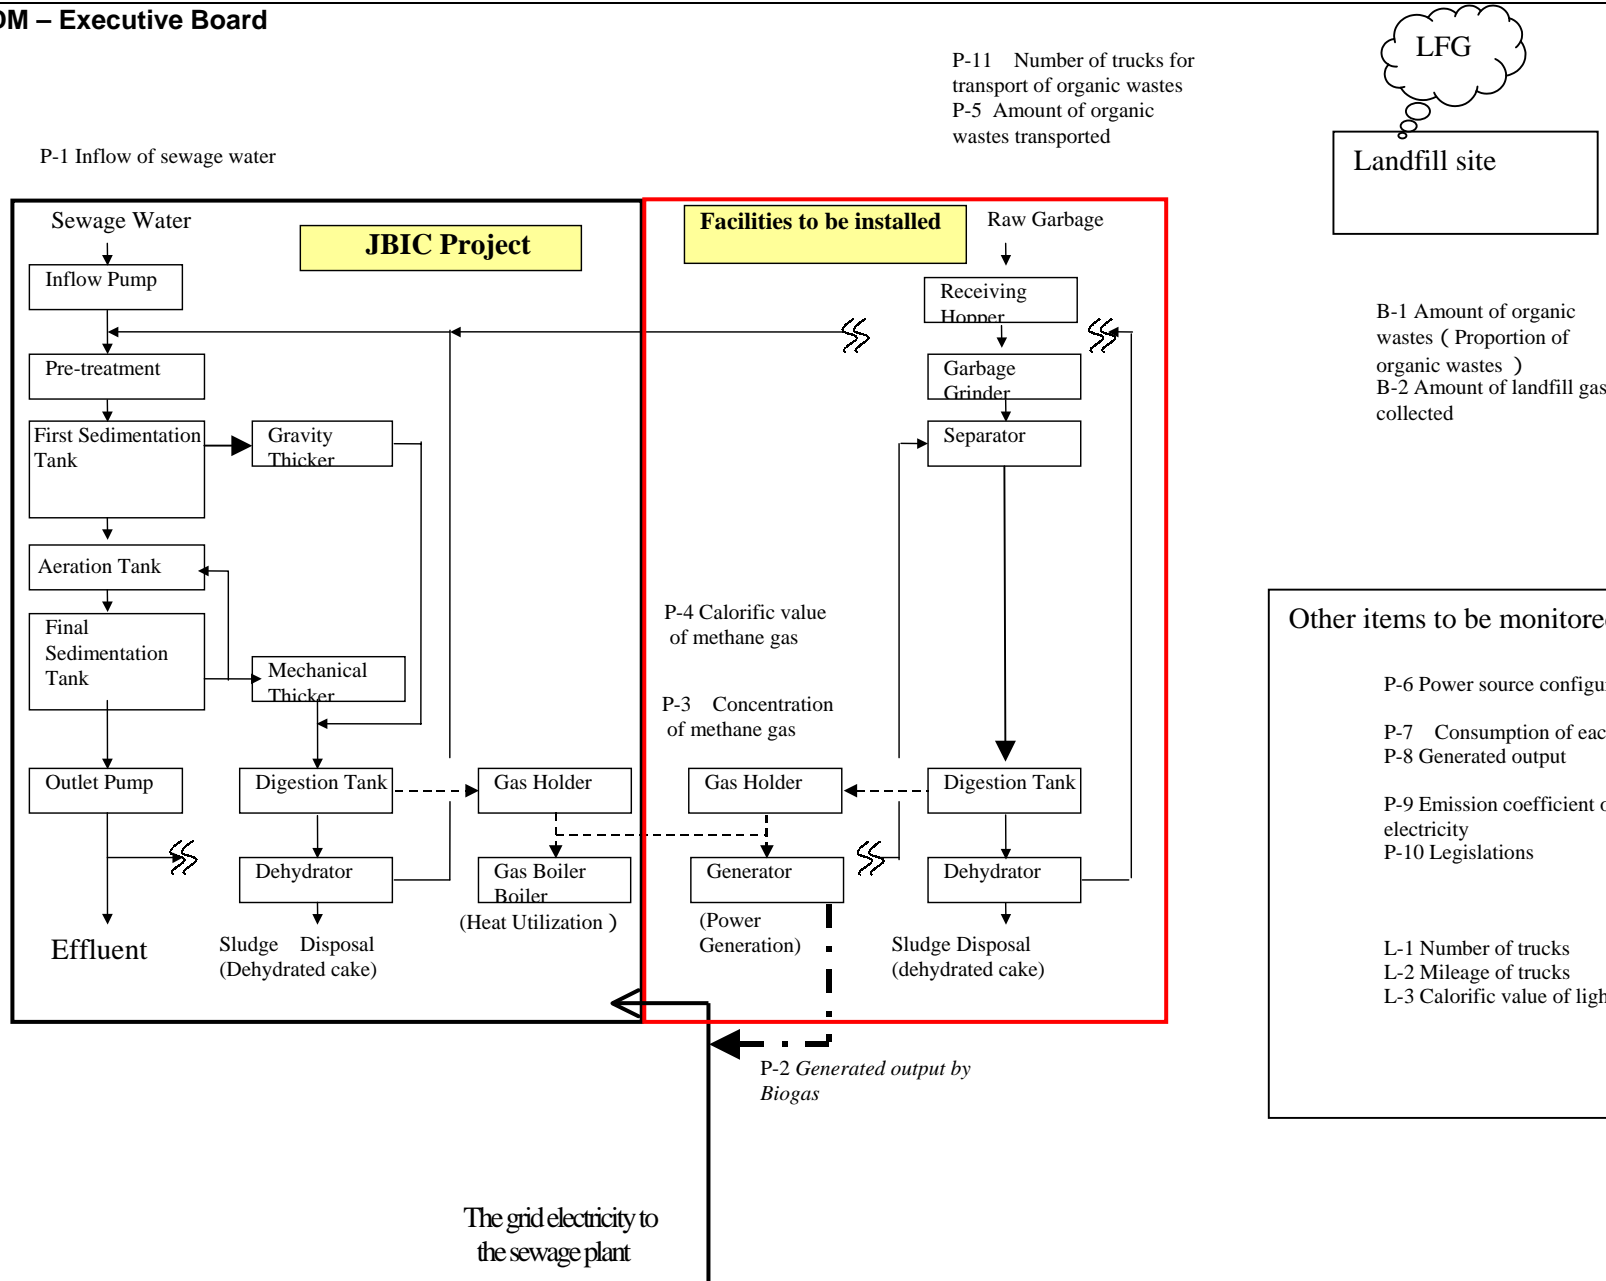 DM – Executive Board
LFG
P-11 Number of trucks for
transport of organic wastes
P-5 Amount of organic
wastes transported
Landfill site
P-1 Inflow of sewage water
Sewage Water
JBIC Project
Facilities to be installed
Raw Garbage
Inflow Pump
Receiving
Hopper
B-1 Amount of organic
wastes ( Proportion of
organic wastes )
B-2 Amount of landfill gas
collected
Pre-treatment
Garbage
Grinder
First Sedimentation
Tank
Gravity
Thicker
Separator
Aeration Tank
Final
Sedimentation
Tank
Mechanical
Thicker
P-4 Calorific value
of methane gas
P-3 Concentration
of methane gas
Other items to be monitored
P-6 Power source configu
P-7 Consumption of eac
P-8 Generated output
P-9 Emission coefficient o
electricity
P-10 Legislations
L-1 Number of trucks
L-2 Mileage of trucks
L-3 Calorific value of ligh
Outlet Pump
Digestion Tank
Gas Holder
Gas Holder
Digestion Tank
Dehydrator
Gas Boiler
Boiler
Generator
Dehydrator
(Heat Utilization )
(Power
Generation)
Effluent
Sludge Disposal
(Dehydrated cake)
Sludge Disposal
(dehydrated cake)
P-2 Generated output by
Biogas
The grid electricity to
the sewage plant